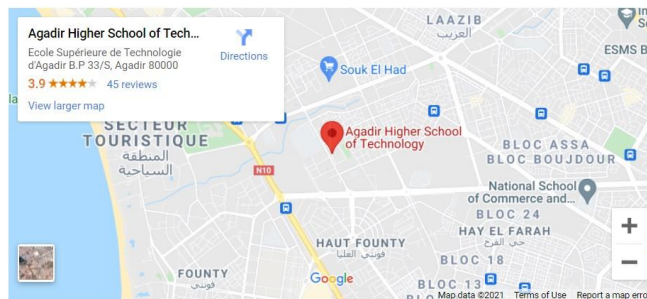 Agadir Higher School of Tech...
Ecole Supérieure de Technologie
d'Agadir B.P 33/S, Agadir 80000
3.9
45 reviews
View larger map
Directions
LAAZIB
العزيب
ESMS B
Souk El Had
SECTEUR
TOURISTIQUE
المنطقة
السياحية
Agadir Higher School
of Technology
BLOC ASSA
BLOC BOUJDOUR
N10
National School
of Commerce and...
BLOC 24
HAY EL FARAH
حي الفرح
HAUT FOUNTY
فونتي العليا
BLOC 18
FOUNTY
فونتي
Google
BLOC 13
Map data ©2021 Terms of Use Report a map erro